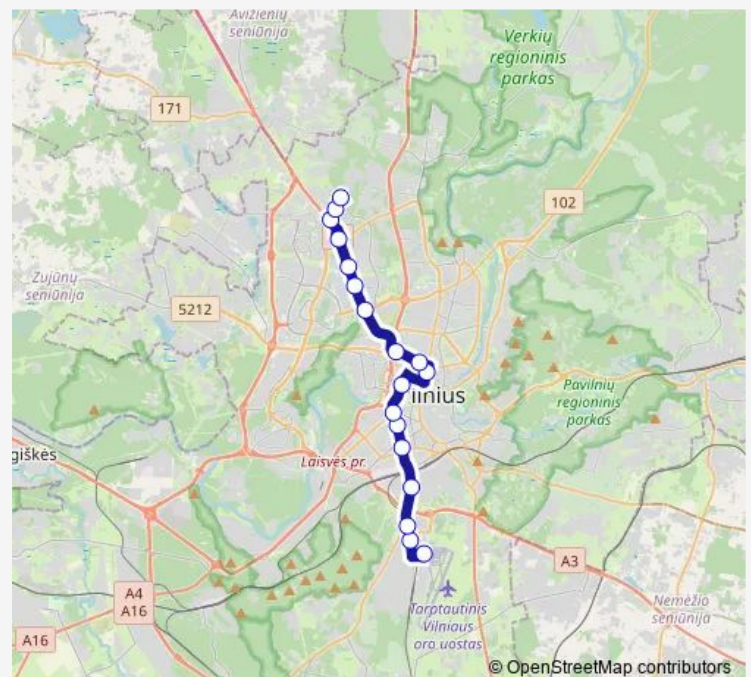 Avižienių
seniūnija
Verkių
regioninis
parkas
171
102
Zujūnų
seniūnija
5212
Pavilnių
regioninis
parkas
ilnius
giškės
Laisvės pr.
A3
A4
A16
A16
Tarptautinis
Vilniaus
oro uostas
Nemėžio
seniūnija
© OpenStreetMap contributors